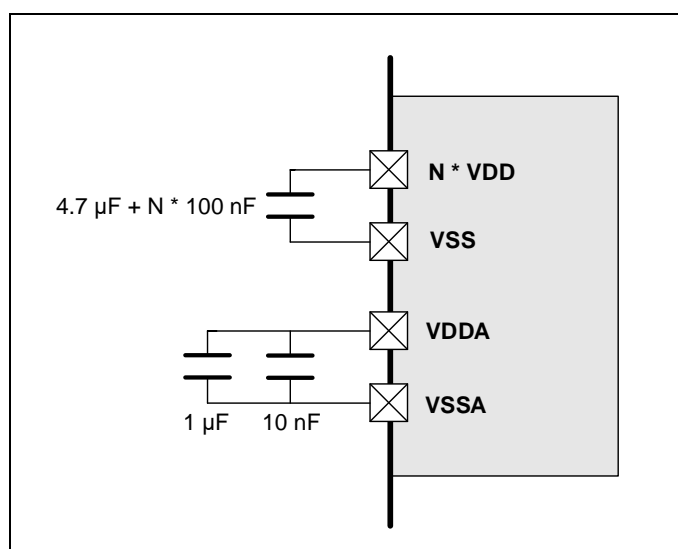 N * VDD
4.7 µF + N * 100 nF
VSS
VDDA
1 µF 10 nF
VSSA